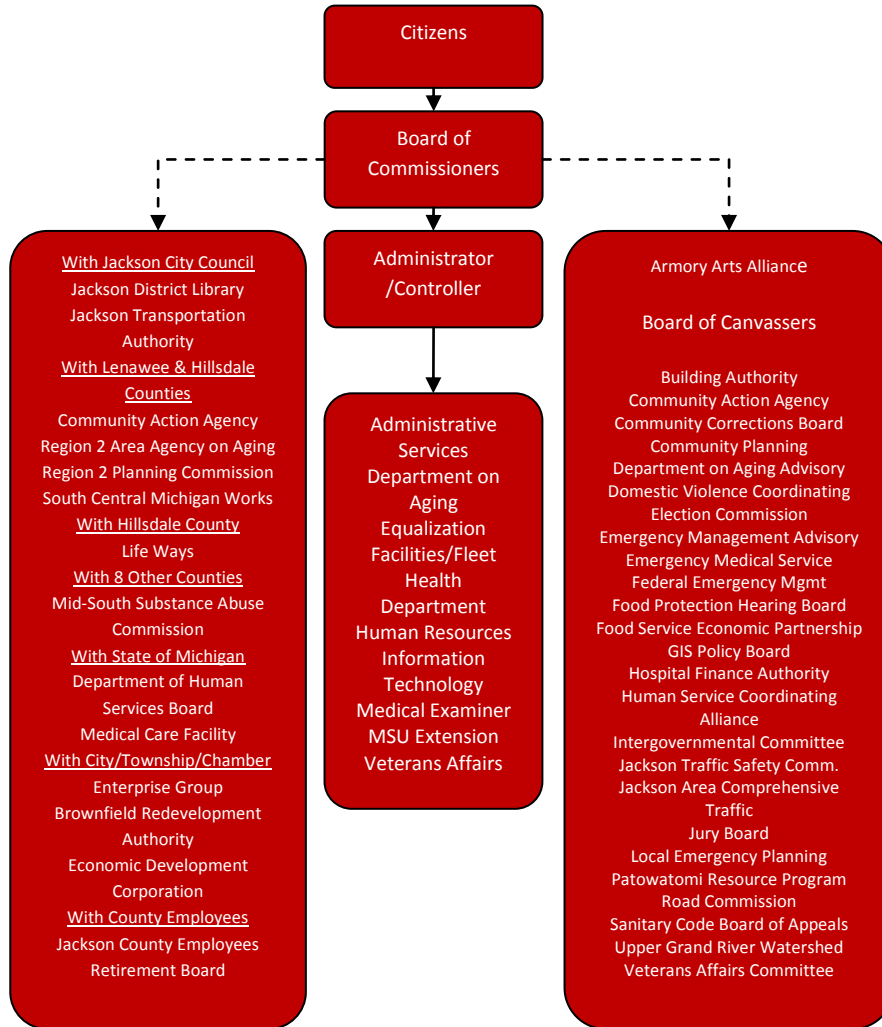 Citizens
Board of
Commissioners
Administrator
/Controller
With Jackson City Council
Jackson District Library
Jackson Transportation
Authority
With Lenawee & Hillsdale
Counties
Community Action Agency
Region 2 Area Agency on Aging
Region 2 Planning Commission
South Central Michigan Works
With Hillsdale County
Life Ways
With 8 Other Counties
Mid-South Substance Abuse
Commission
With State of Michigan
Department of Human
Services Board
Medical Care Facility
With City/Township/Chamber
Enterprise Group
Brownfield Redevelopment
Authority
Economic Development
Corporation
With County Employees
Jackson County Employees
Retirement Board
Administrative
Services
Department on
Aging
Equalization
Facilities/Fleet
Health
Department
Human Resources
Information
Technology
Medical Examiner
MSU Extension
Veterans Affairs
Armory Arts Alliance
Board of Canvassers
Building Authority
Community Action Agency
Community Corrections Board
Community Planning
Department on Aging Advisory
Domestic Violence Coordinating
Election Commission
Emergency Management Advisory
Emergency Medical Service
Federal Emergency Mgmt
Food Protection Hearing Board
Food Service Economic Partnership
GIS Policy Board
Hospital Finance Authority
Human Service Coordinating
Alliance
Intergovernmental Committee
Jackson Traffic Safety Comm.
Jackson Area Comprehensive
Traffic
Jury Board
Local Emergency Planning
Patowatomi Resource Program
Road Commission
Sanitary Code Board of Appeals
Upper Grand River Watershed
Veterans Affairs Committee